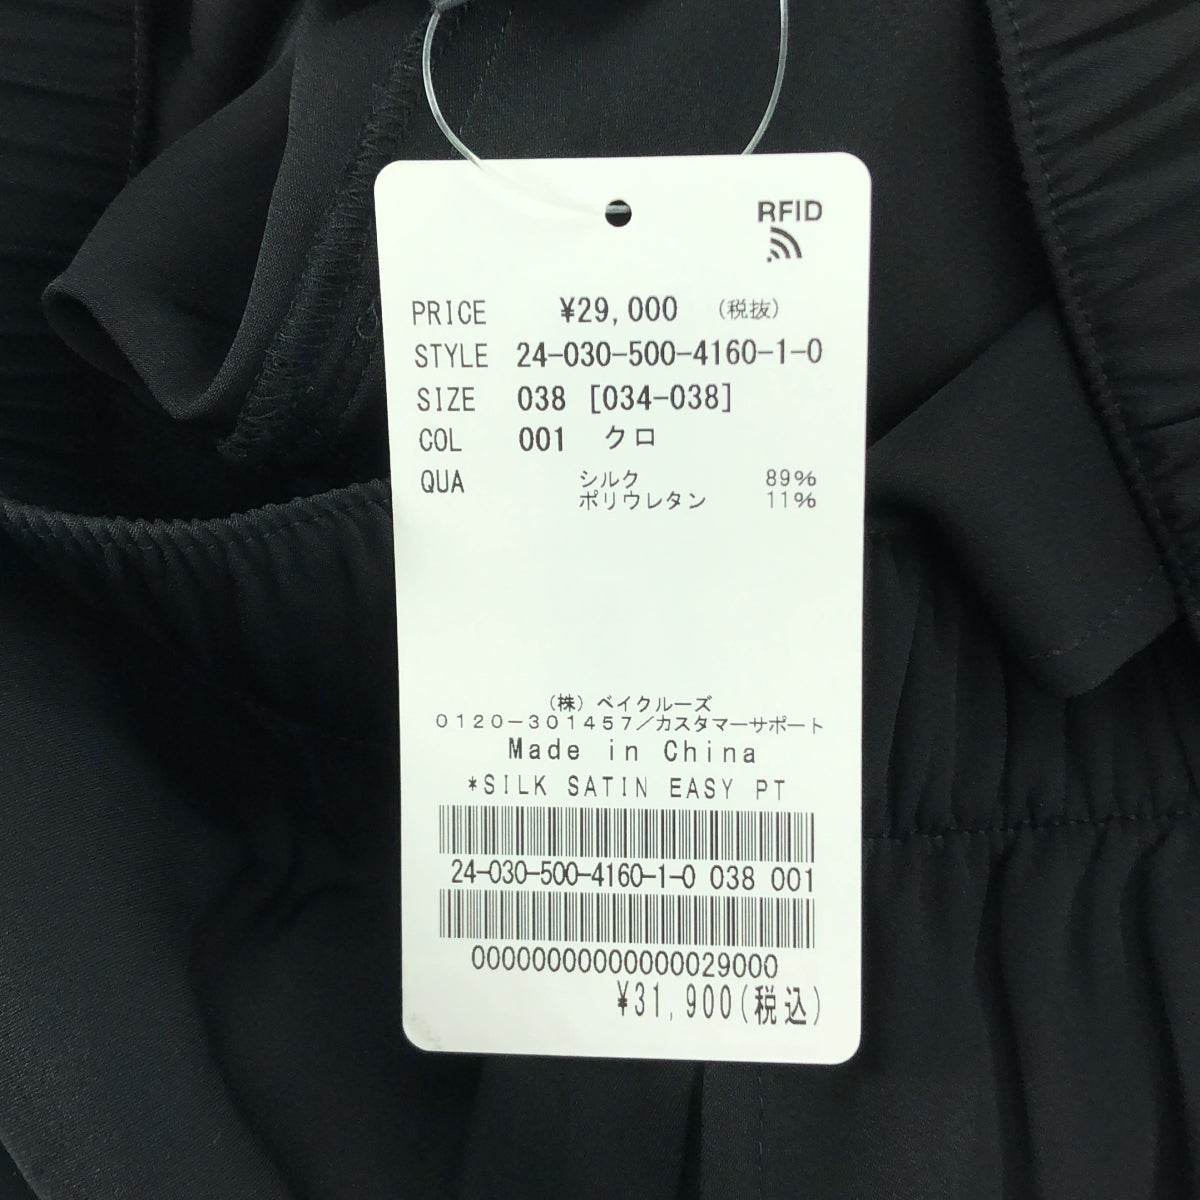 RFID
PRICE ¥29,000 (税抜)
STYLE 24-030-500-4160-1-0
SIZE 038 [034-038]
COL 001 クロ
QUA シルク 89%
ポリウレタン 11%
(株)ベイクルーズ
0120-301457/カスタマーサポート
Made in China
*SILK SATIN EASY PT
24-030-500-4160-1-0 038 001
00000000000000029000
¥31,900(税込)